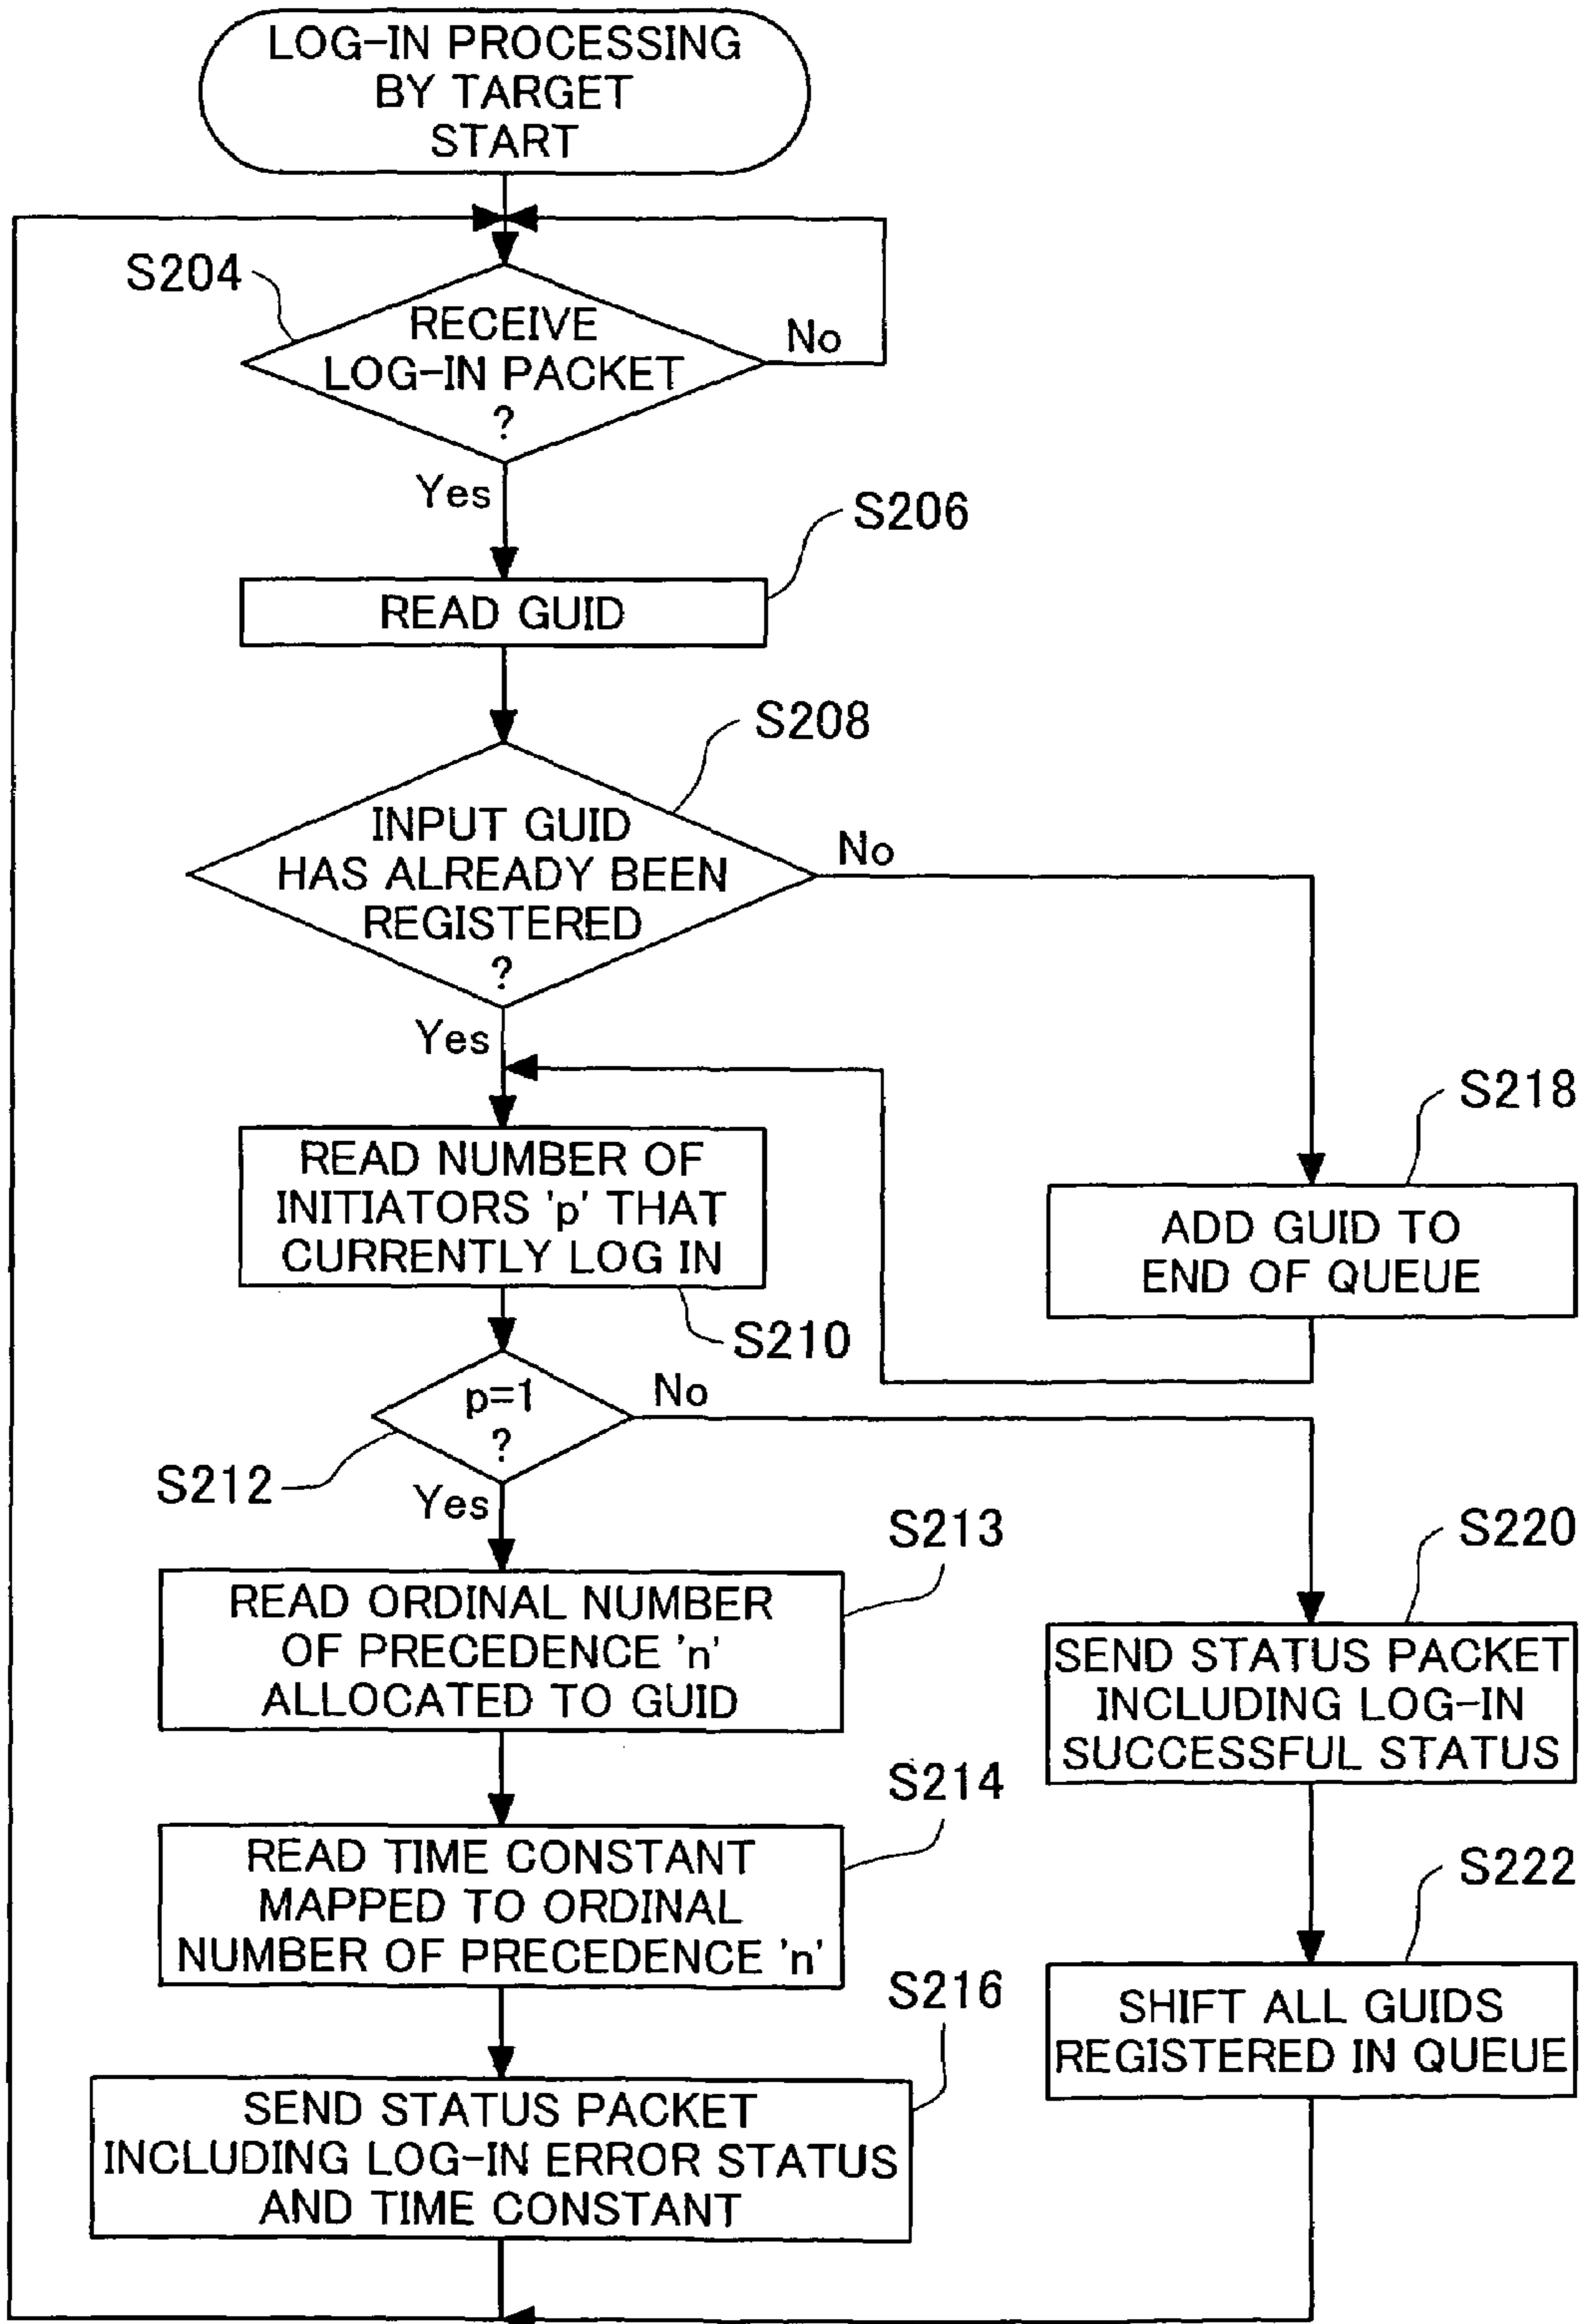 LOG-IN PROCESSING
BY TARGET
START
S204
RECEIVE
LOG-IN PACKET
?
No
Yes
S206
READ GUID
S208
INPUT GUID
HAS ALREADY BEEN
REGISTERED
?
No
Yes
S218
READ NUMBER OF
INITIATORS 'p' THAT
CURRENTLY LOG IN
ADD GUID TO
END OF QUEUE
S210
p=1
?
No
S212
Yes
S213
READ ORDINAL NUMBER
OF PRECEDENCE 'n'
ALLOCATED TO GUID
S220
SEND STATUS PACKET
INCLUDING LOG-IN
SUCCESSFUL STATUS
S214
READ TIME CONSTANT
MAPPED TO ORDINAL
NUMBER OF PRECEDENCE 'n'
S222
SHIFT ALL GUIDS
REGISTERED IN QUEUE
S216
SEND STATUS PACKET
INCLUDING LOG-IN ERROR STATUS
AND TIME CONSTANT